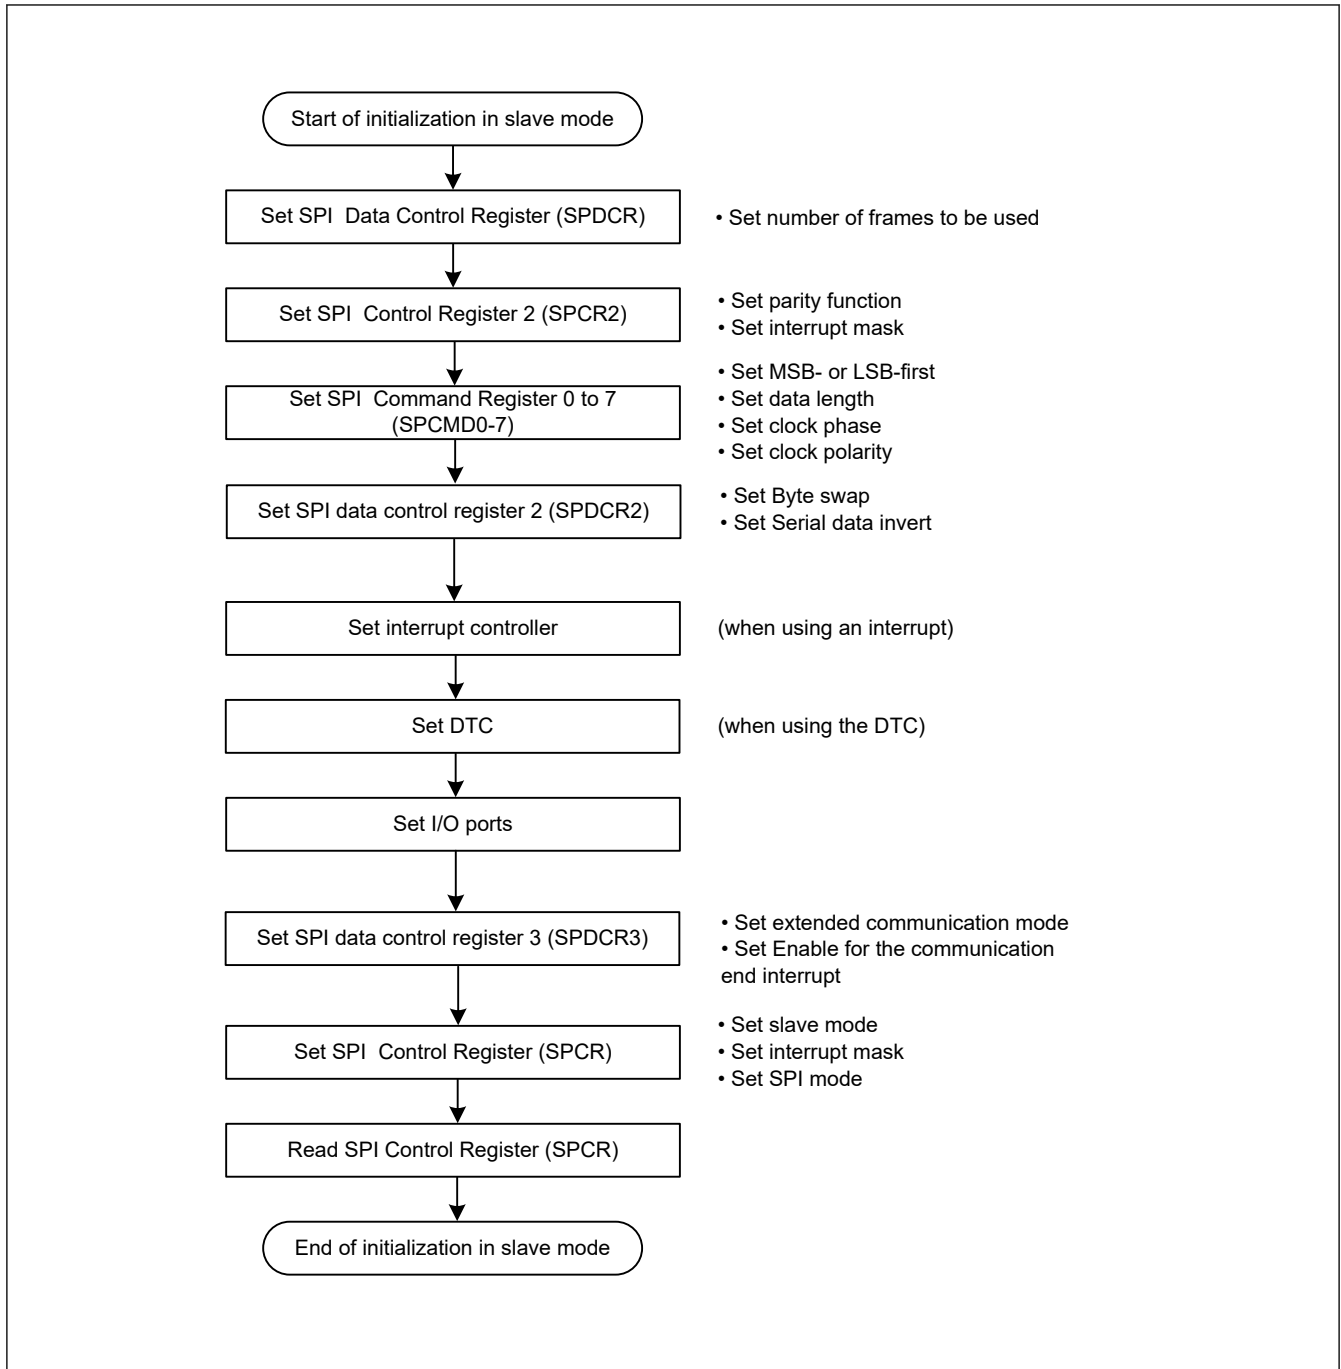 Start of initialization in slave mode
Set SPI  Data Control Register (SPDCR)
• Set number of frames to be used
Set SPI  Control Register 2 (SPCR2)
• Set parity function
• Set interrupt mask
Set SPI  Command Register 0 to 7
(SPCMD0-7)
• Set MSB- or LSB-first
• Set data length
• Set clock phase
• Set clock polarity
Set SPI data control register 2 (SPDCR2)
• Set Byte swap
• Set Serial data invert
Set interrupt controller
(when using an interrupt)
Set DTC
(when using the DTC)
Set I/O ports
Set SPI data control register 3 (SPDCR3)
• Set extended communication mode
• Set Enable for the communication
end interrupt
Set SPI  Control Register (SPCR)
• Set slave mode
• Set interrupt mask
• Set SPI mode
Read SPI Control Register (SPCR)
End of initialization in slave mode